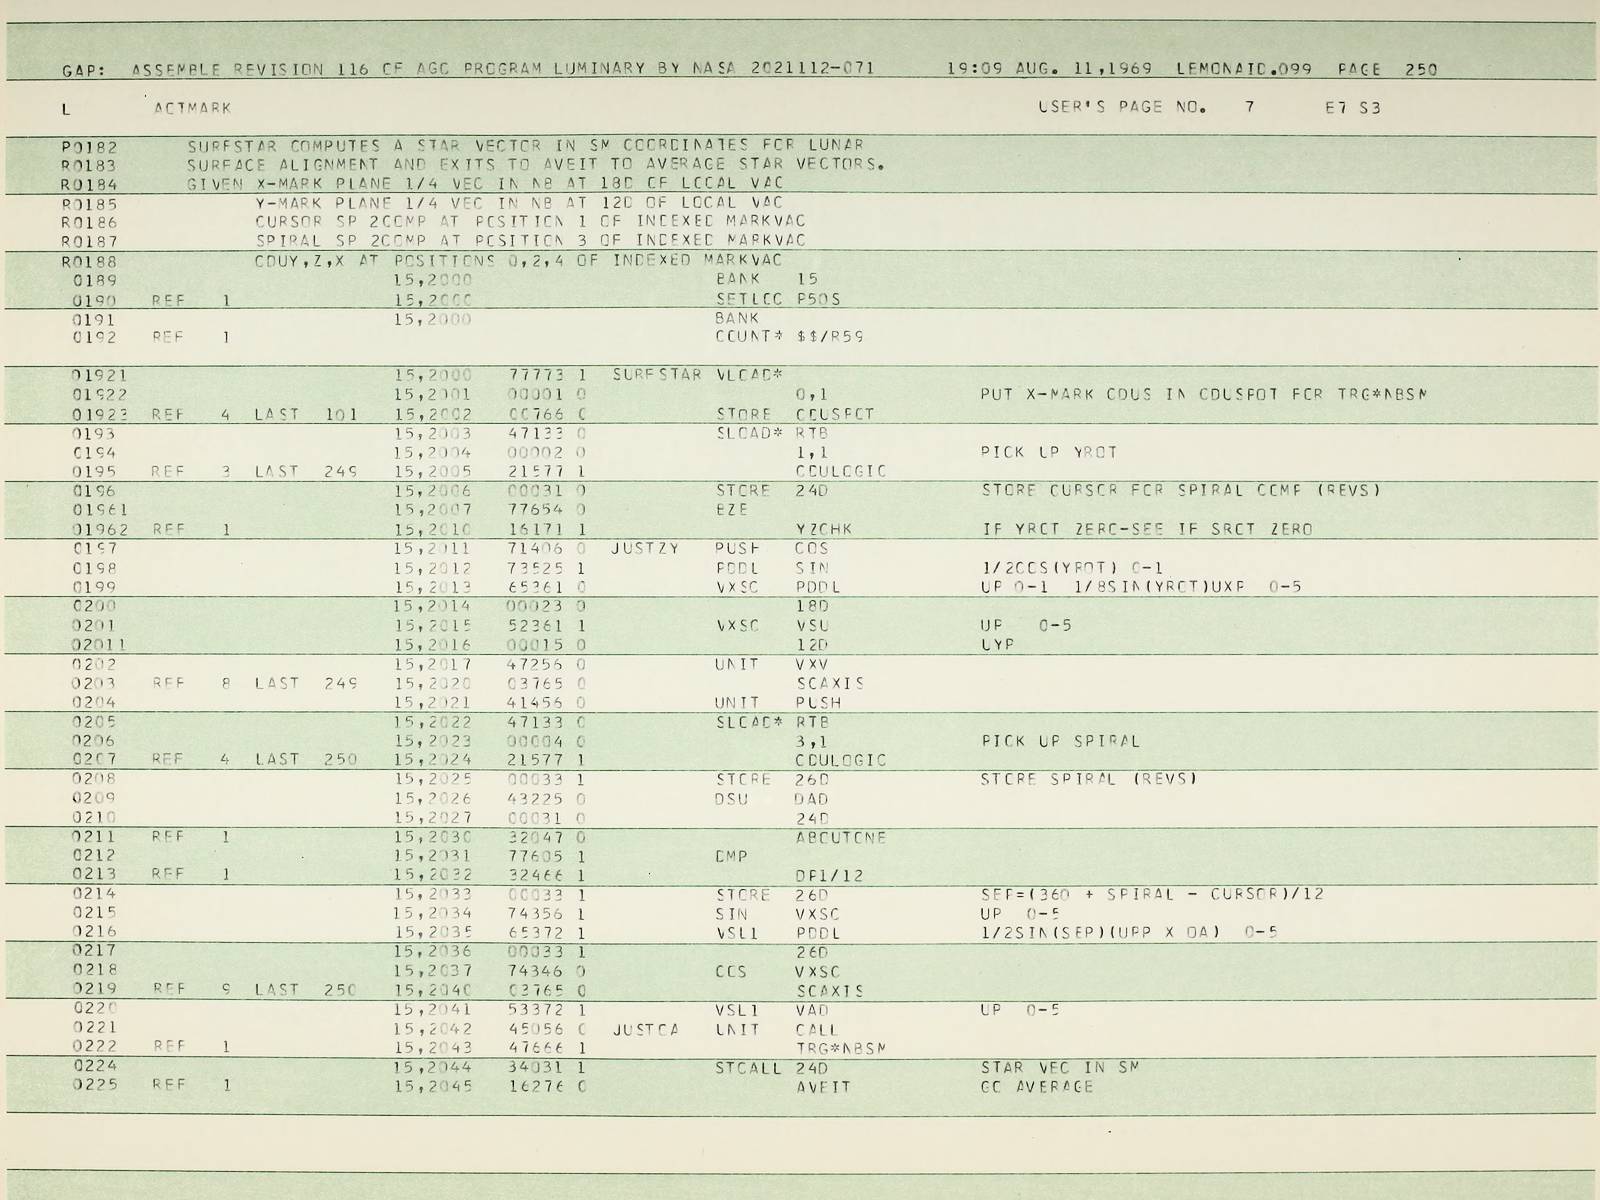 GAP: ASSEMBLE REVISION 116 OF AGC PROGRAM LUMINARY BY NASA 2021112-071 19:09 AUG. 11,1969 LEMONAID.099 PAGE 250
L ACTMARK USER'S PAGE NO. 7 E7 S3
P0182 SURFSTAR COMPUTES A STAR VECTOR IN SM COORDINATES FOR LUNAR
R0183 SURFACE ALIGNMENT AND EXITS TO AVEIT TO AVERAGE STAR VECTORS.
R0184 GIVEN X-MARK PLANE 1/4 VEC IN NB AT 18D OF LOCAL VAC
R0185 Y-MARK PLANE 1/4 VEC IN NB AT 12D OF LOCAL VAC
R0186 CURSOR SP 2COMP AT POSITION 1 OF INDEXED MARKVAC
R0187 SPIRAL SP 2COMP AT POSITION 3 OF INDEXED MARKVAC
R0188 CDUY,Z,X AT POSITIONS 0,2,4 OF INDEXED MARKVAC
0189 15,2000 BANK 15
0190 REF 1 15,2000 SETLOC P50S
0191 15,2000 BANK
0192 REF 1 COUNT* $$/R59
01921 15,2000 77773 1 SURFSTAR VLOAD*
01922 15,2001 00001 0 0,1 PUT X-MARK CDUS IN CDUSPOT FOR TRG*NBSM
01923 REF 4 LAST 101 15,2002 00766 0 STORE CDUSPOT
0193 15,2003 47133 0 SLOAD* RTB
0194 15,2004 00002 0 1,1 PICK UP YROT
0195 REF 3 LAST 249 15,2005 21577 1 CDULOGIC
0196 15,2006 00031 0 STORE 24D STORE CURSOR FOR SPIRAL COMP (REVS)
01961 15,2007 77654 0 BZE
01962 REF 1 15,2010 16171 1 YZCHK IF YROT ZERO-SEE IF SROT ZERO
0197 15,2011 71406 0 JUSTZY PUSH COS
0198 15,2012 73525 1 PDDL SIN 1/2COS(YROT) 0-1
0199 15,2013 65361 0 VXSC PDDL UP 0-1 1/8SIN(YROT)UXP 0-5
0200 15,2014 00023 0 18D
0201 15,2015 52361 1 VXSC VSU UP 0-5
02011 15,2016 00015 0 12D UYP
0202 15,2017 47256 0 UNIT VXV
0203 REF 8 LAST 249 15,2020 03765 0 SCAXIS
0204 15,2021 41456 0 UNIT PUSH
0205 15,2022 47133 0 SLOAD* RTB
0206 15,2023 00004 0 3,1 PICK UP SPIRAL
0207 REF 4 LAST 250 15,2024 21577 1 CDULOGIC
0208 15,2025 00033 1 STORE 26D STORE SPIRAL (REVS)
0209 15,2026 43225 0 DSU DAD
0210 15,2027 00031 0 24D
0211 REF 1 15,2030 32047 0 ABOUTONE
0212 15,2031 77605 1 DMP
0213 REF 1 15,2032 32466 1 DP1/12
0214 15,2033 00033 1 STORE 26D SEP=(360 + SPIRAL - CURSOR)/12
0215 15,2034 74356 1 SIN VXSC UP 0-5
0216 15,2035 65372 1 VSL1 PDDL 1/2SIN(SEP)(UPP X OA) 0-5
0217 15,2036 00033 1 26D
0218 15,2037 74346 0 COS VXSC
0219 REF 9 LAST 250 15,2040 03765 0 SCAXIS
0220 15,2041 53372 1 VSL1 VAD UP 0-5
0221 15,2042 45056 0 JUSTOA UNIT CALL
0222 REF 1 15,2043 47666 1 TRG*NBSM
0224 15,2044 34031 1 STCALL 24D STAR VEC IN SM
0225 REF 1 15,2045 16276 0 AVEIT GO AVERAGE